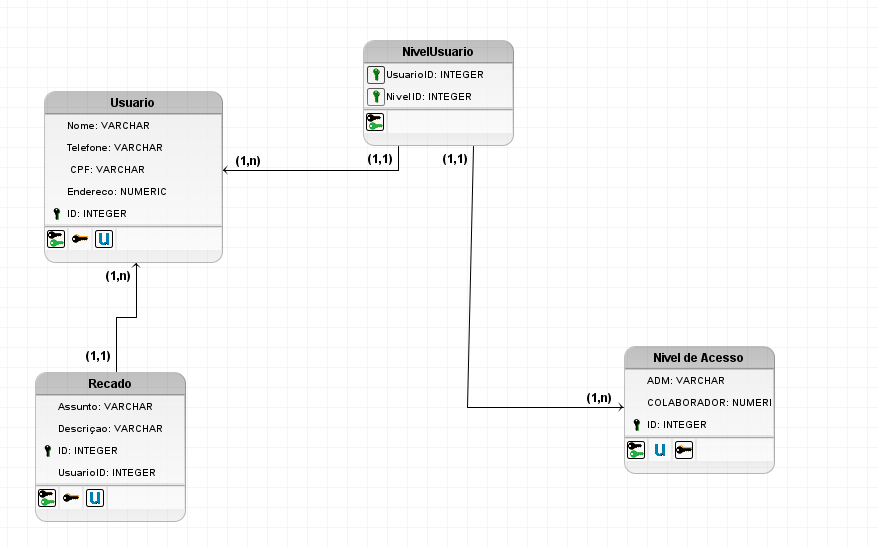 NivelUsuario
UsuarioID: INTEGER
NivelID: INTEGER
(1,1)
(1,1)
Usuario
Nome: VARCHAR
Telefone: VARCHAR
CPF: VARCHAR
Endereco: NUMERIC
ID: INTEGER
u
(1,n)
(1,n)
(1,1)
Recado
Assunto: VARCHAR
Descriçao: VARCHAR
ID: INTEGER
UsuarioID: INTEGER
u
(1,n)
Nivel de Acesso
ADM: VARCHAR
COLABORADOR: NUMERI
ID: INTEGER
u